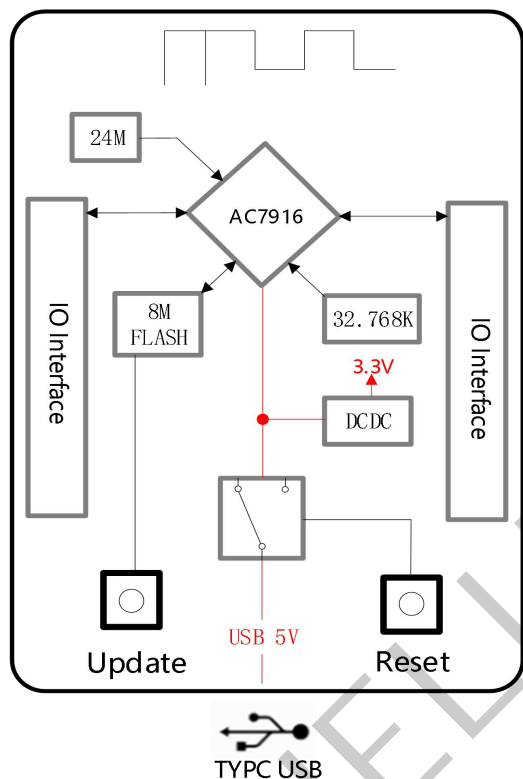 24M
AC7916
IO Interface
8M
FLASH
32.768K
IO Interface
3.3V
DCDC
USB 5V
Update
Reset
TYPC USB